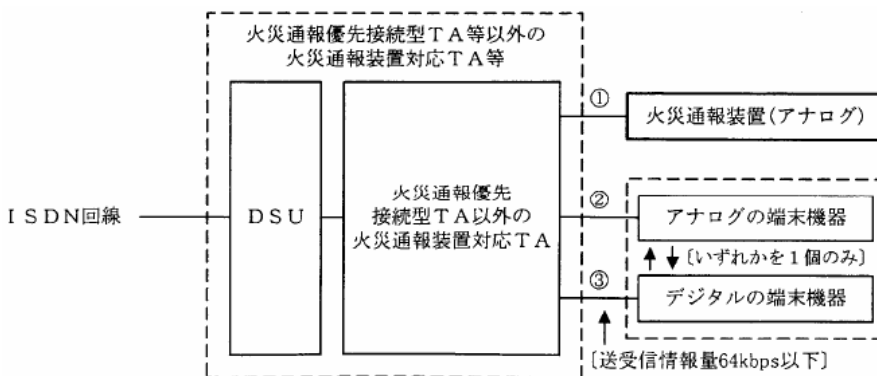 火災通報優先接続型TA等以外の
火災通報装置対応TA等
①
火災通報装置(アナログ)
ISDN回線
DSU
火災通報優先
接続型TA以外の
火災通報装置対応TA
②
アナログの端末機器
〔いずれかを1個のみ〕
③
デジタルの端末機器
〔送受信情報量64kbps以下〕